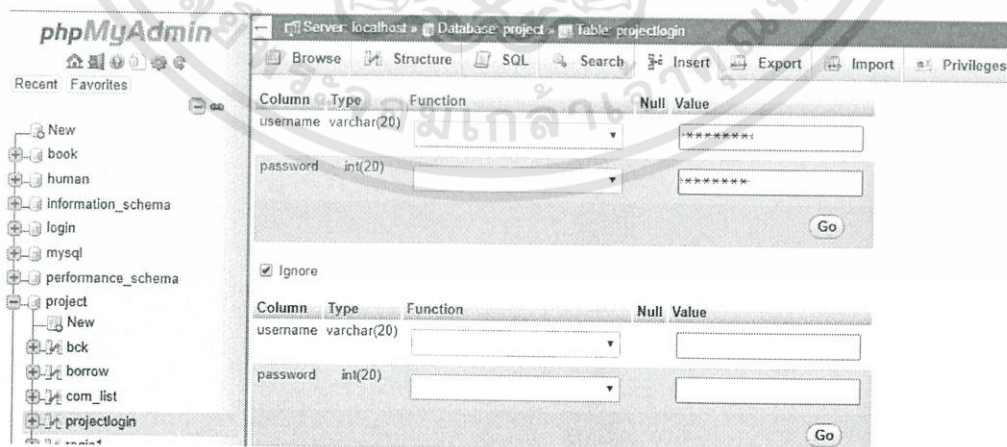 phpMyAdmin
Recent Favorites
New
book
human
information_schema
login
mysql
performance_schema
project
New
bck
borrow
com_list
projectlogin
Server: localhost » Database: project » Table: projectlogin
Browse Structure SQL Search Insert Export Import Privileges
Column Type Function Null Value
username varchar(20)
password int(20)
Go
Ignore
Column Type Function Null Value
username varchar(20)
password int(20)
Go